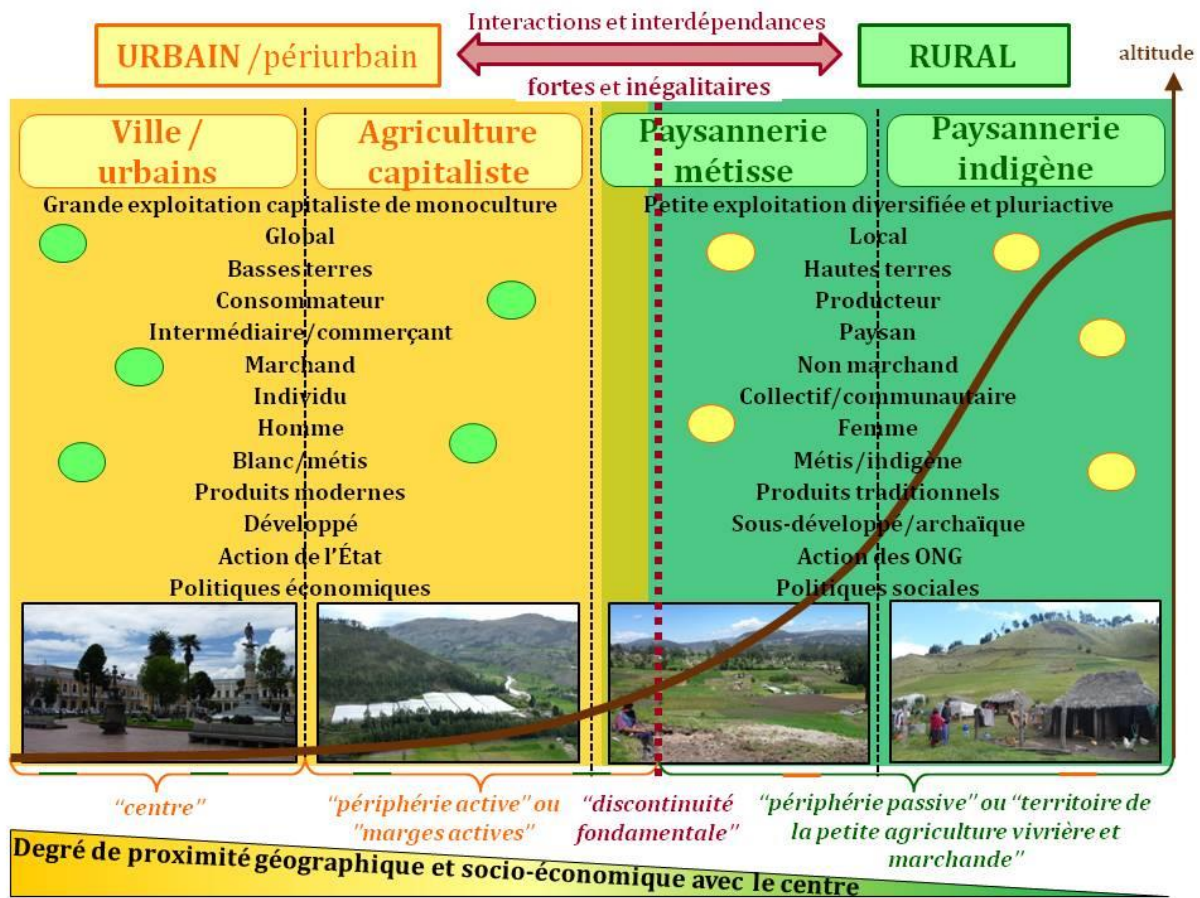 Interactions et interdépendances
URBAIN /périurbain
RURAL
altitude
fortes et inégalitaires
Ville /
urbains
Agriculture
capitaliste
Paysannerie
métisse
Paysannerie
indigène
Grande exploitation capitaliste de monoculture
Global
Basses terres
Consommateur
Intermédiaire/commerçant
Marchand
Individu
Homme
Blanc/métis
Produits modernes
Développé
Action de l'État
Politiques économiques
Petite exploitation diversifiée et pluriactive
Local
Hautes terres
Producteur
Paysan
Non marchand
Collectif/communautaire
Femme
Métis/indigène
Produits traditionnels
Sous-développé/archaïque
Action des ONG
Politiques sociales
"centre"
"périphérie active" ou
"marges actives"
"discontinuité
fondamentale"
"périphérie passive" ou "territoire de
la petite agriculture vivrière et
marchande"
Degré de proximité géographique et socio-économique avec le centre